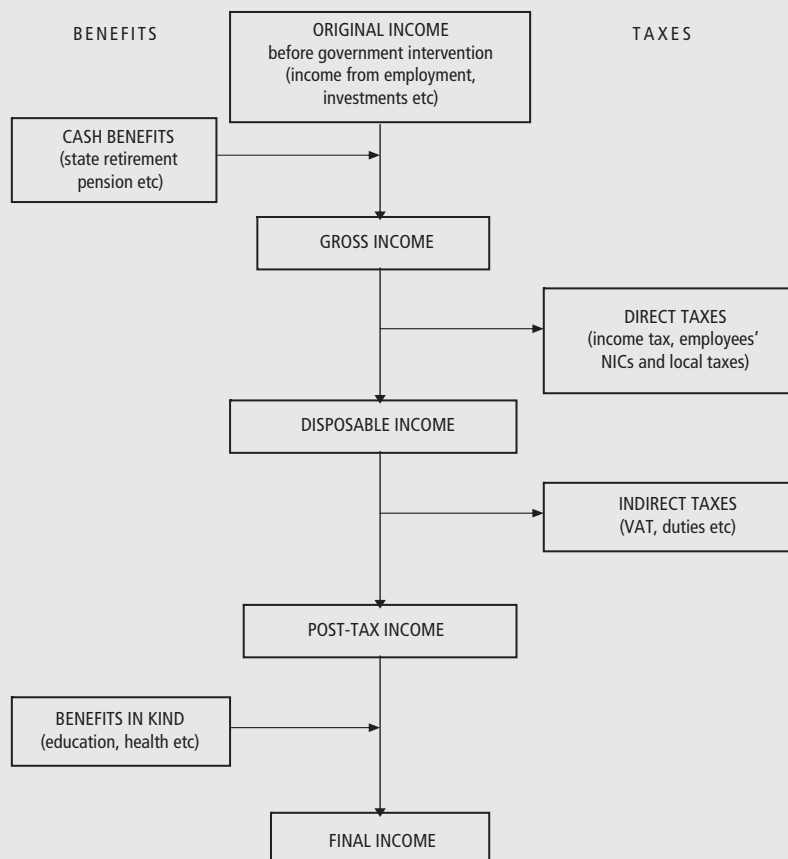 BENEFITS
ORIGINAL INCOME
before government intervention
(income from employment,
investments etc)
TAXES
CASH BENEFITS
(state retirement
pension etc)
GROSS INCOME
DIRECT TAXES
(income tax, employees’
NICs and local taxes)
DISPOSABLE INCOME
INDIRECT TAXES
(VAT, duties etc)
POST-TAX INCOME
BENEFITS IN KIND
(education, health etc)
FINAL INCOME